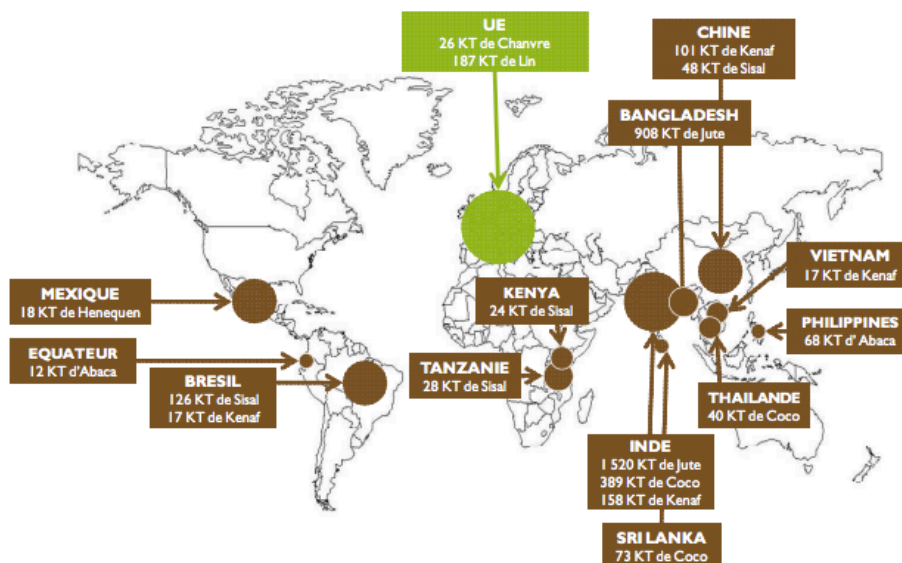 UE
26 KT de Chanvre
187 KT de Lin
CHINE
101 KT de Kenaf
48 KT de Sisal
BANGLADESH
908 KT de Jute
VIETNAM
17 KT de Kenaf
MEXIQUE
18 KT de Henequen
KENYA
24 KT de Sisal
PHILIPPINES
68 KT d' Abaca
EQUATEUR
12 KT d'Abaca
BRESIL
126 KT de Sisal
17 KT de Kenaf
TANZANIE
28 KT de Sisal
THAILANDE
40 KT de Coco
INDE
1 520 KT de Jute
389 KT de Coco
158 KT de Kenaf
SRI LANKA
73 KT de Coco